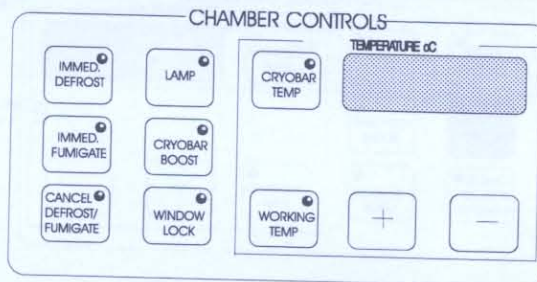 CHAMBER CONTROLS
TEMPERATURE oC
IMMED.
DEFROST
LAMP
CRYOBAR
TEMP
IMMED.
FUMIGATE
CRYOBAR
BOOST
CANCEL
DEFROST/
FUMIGATE
WINDOW
LOCK
WORKING
TEMP
+
−